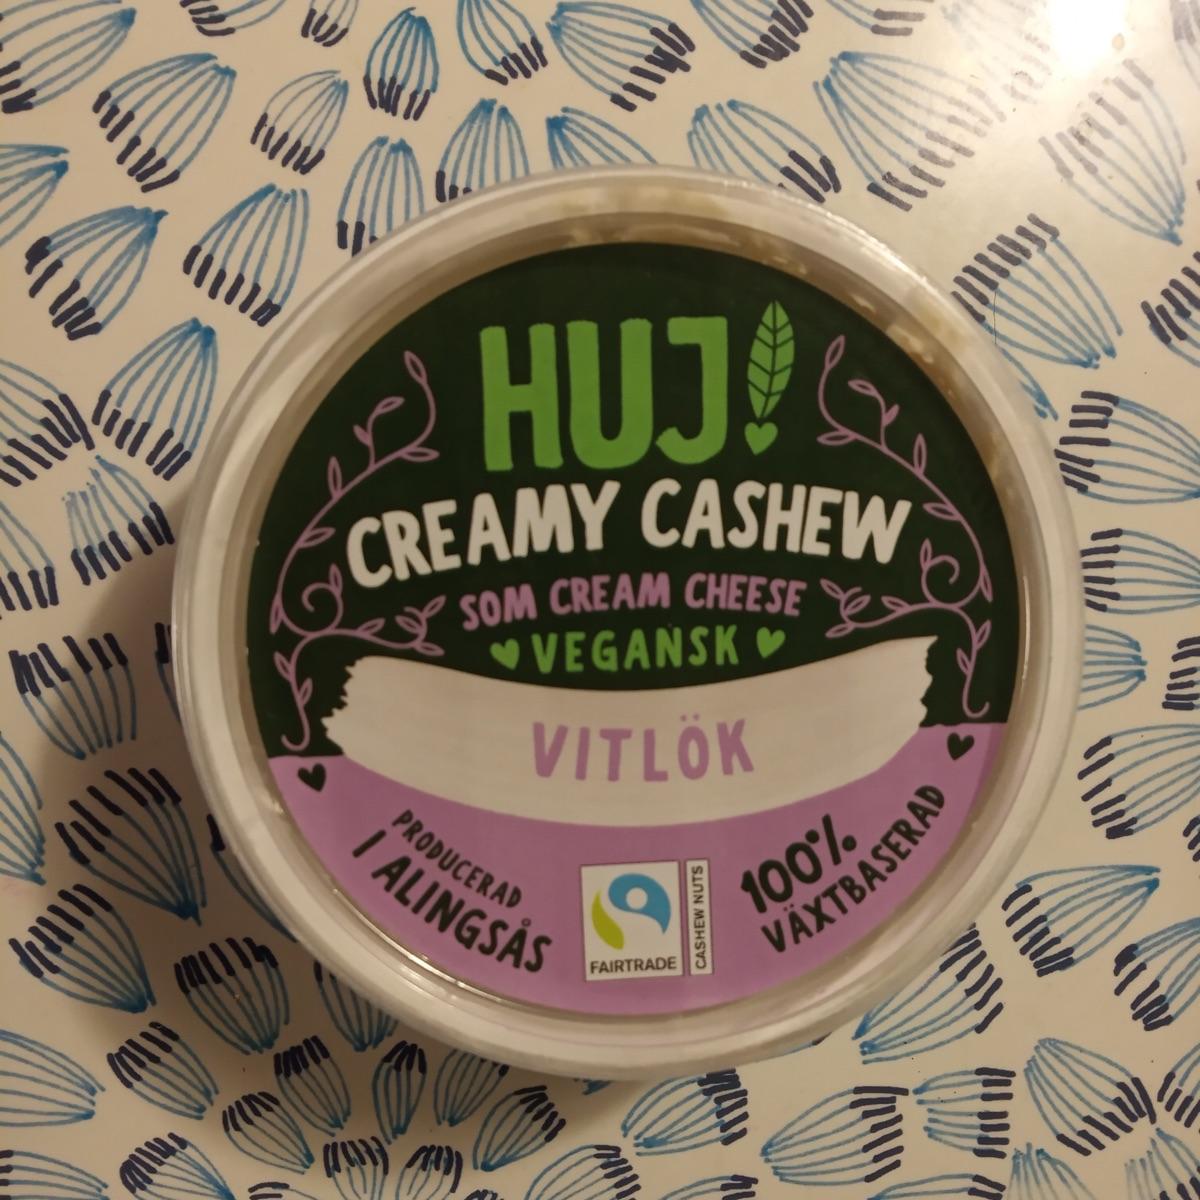 HUJ!
CREAMY CASHEW
SOM CREAM CHEESE
VEGANSK
VITLÖK
PRODUCERAD
I ALINGSÅS
FAIRTRADE
CASHEW NUTS
100%
VÄXTBASERAD